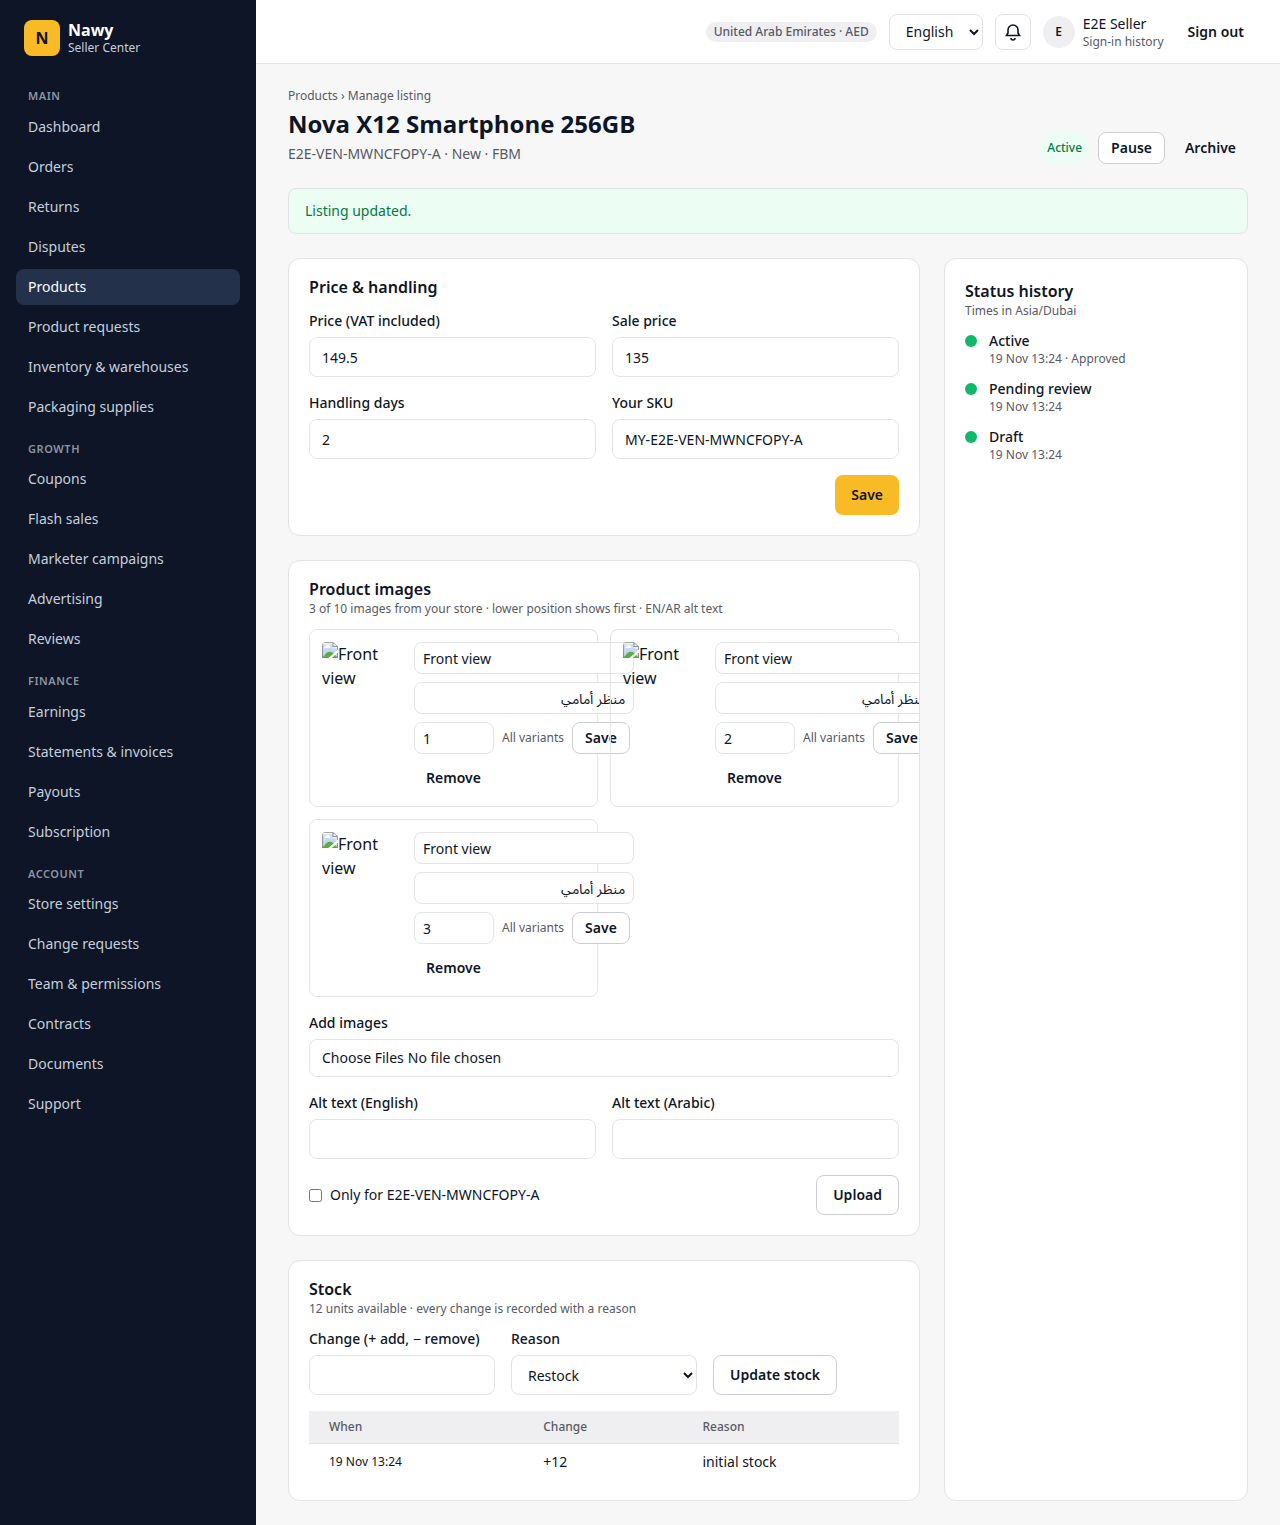 N
Nawy
Seller Center
MAIN
Dashboard
Orders
Returns
Disputes
Products
Product requests
Inventory & warehouses
Packaging supplies
GROWTH
Coupons
Flash sales
Marketer campaigns
Advertising
Reviews
FINANCE
Earnings
Statements & invoices
Payouts
Subscription
ACCOUNT
Store settings
Change requests
Team & permissions
Contracts
Documents
Support
United Arab Emirates · AED
English
E
E2E Seller
Sign-in history
Sign out
Products › Manage listing
Nova X12 Smartphone 256GB
E2E-VEN-MWNCFOPY-A · New · FBM
Active
Pause
Archive
Listing updated.
Price & handling
Price (VAT included)
Sale price
149.5
135
Handling days
Your SKU
2
MY-E2E-VEN-MWNCFOPY-A
Save
Product images
3 of 10 images from your store · lower position shows first · EN/AR alt text
Front view
Front view
منظر أمامي
1 All variants Save
Remove
Front view
Front view
منظر أمامي
2 All variants Save
Remove
Front view
Front view
منظر أمامي
3 All variants Save
Remove
Add images
Choose Files No file chosen
Alt text (English)
Alt text (Arabic)
Only for E2E-VEN-MWNCFOPY-A
Upload
Stock
12 units available · every change is recorded with a reason
Change (+ add, − remove)
Reason
Restock
Update stock
When Change Reason
19 Nov 13:24 +12 initial stock
Status history
Times in Asia/Dubai
Active
19 Nov 13:24 · Approved
Pending review
19 Nov 13:24
Draft
19 Nov 13:24